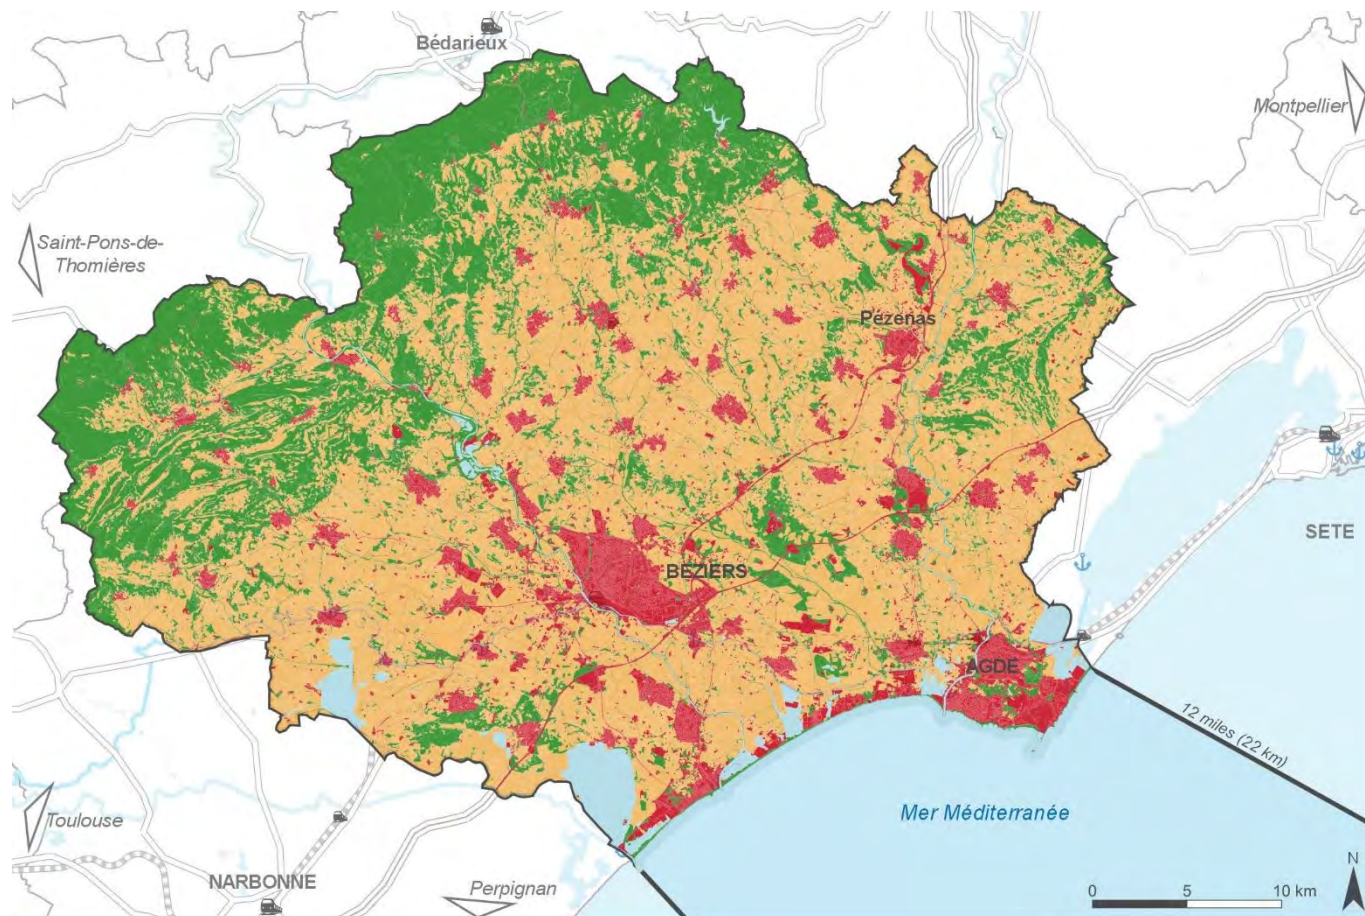 Bédarieux
Montpellier
Saint-Pons-de-
Thomières
Pézenas
SETE
BEZIERS
AGDE
12 miles (22 km)
Mer Méditerranée
Toulouse
NARBONNE
Perpignan
N
0 5 10 km